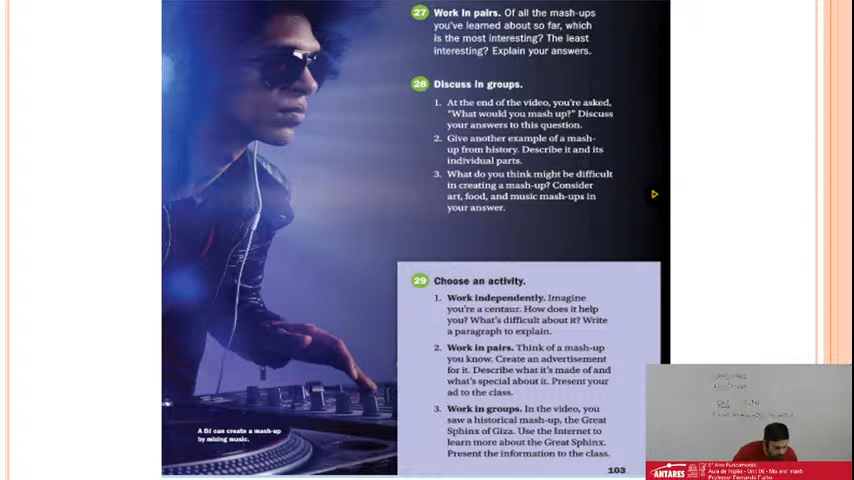 27 Work in pairs. Of all the mash-ups
you've learned about so far, which
is the most interesting? The least
interesting? Explain your answers.
28 Discuss in groups.
1. At the end of the video, you're asked,
"What would you mash up?" Discuss
your answers to this question.
2. Give another example of a mash-
up from history. Describe it and its
individual parts.
3. What do you think might be difficult
in creating a mash-up? Consider
art, food, and music mash-ups in
your answer.
29 Choose an activity.
1. Work independently. Imagine
you're a centaur. How does it help
you? What's difficult about it? Write
a paragraph to explain.
2. Work in pairs. Think of a mash-up
you know. Create an advertisement
for it. Describe what it's made of and
what's special about it. Present your
ad to the class.
3. Work in groups. In the video, you
saw a historical mash-up, the Great
Sphinx of Giza. Use the Internet to
learn more about the Great Sphinx.
Present the information to the class.
A DJ can create a mash-up
by mixing music.
103
ANTARES
Aula de Inglês - Unit 06 - Mix and mash